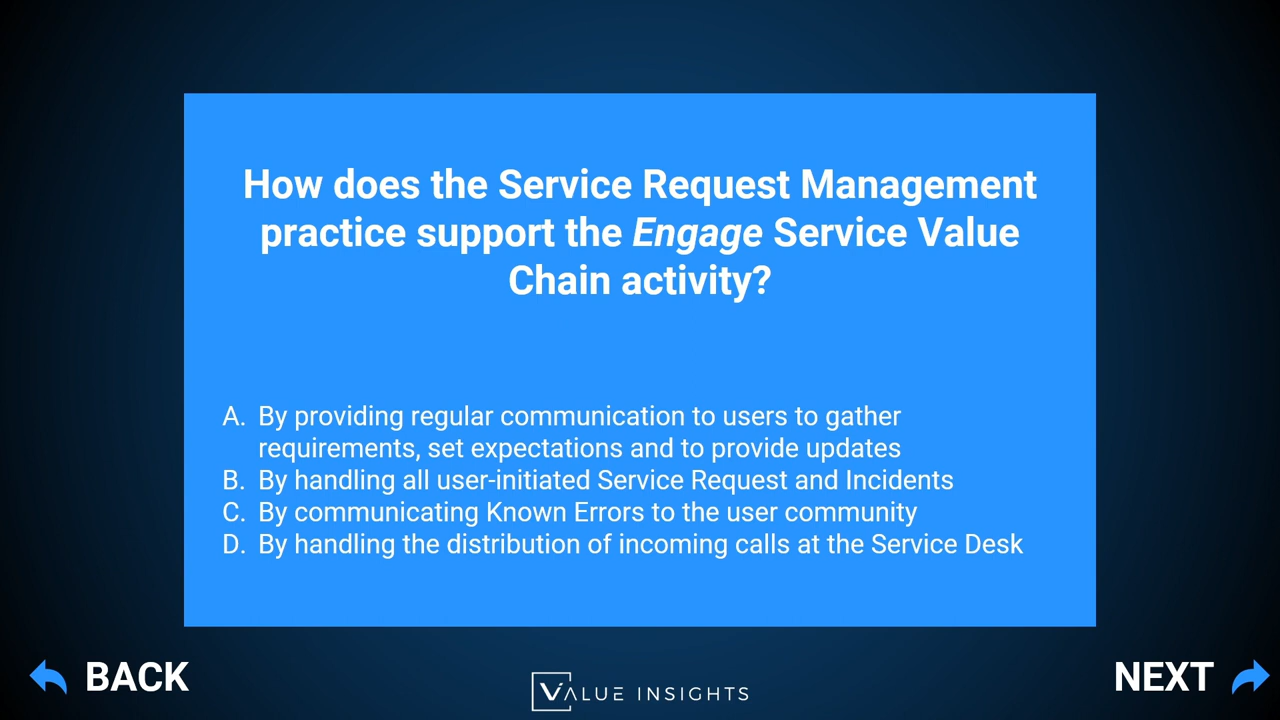 How does the Service Request Management
practice support the Engage Service Value
Chain activity?
A. By providing regular communication to users to gather
requirements, set expectations and to provide updates
B. By handling all user-initiated Service Request and Incidents
C. By communicating Known Errors to the user community
D. By handling the distribution of incoming calls at the Service Desk
BACK
VALUE INSIGHTS
NEXT